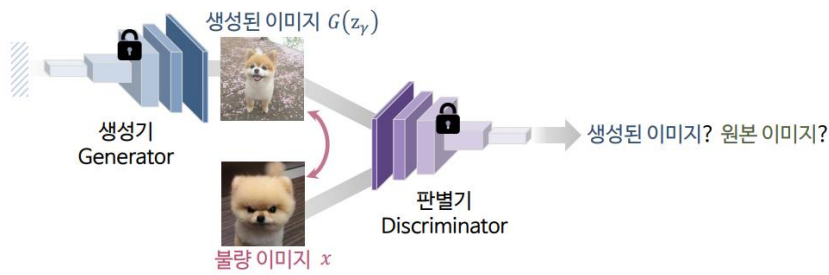 생성된 이미지 G(zᵧ)
생성기
Generator
생성된 이미지? 원본 이미지?
판별기
Discriminator
불량 이미지 x